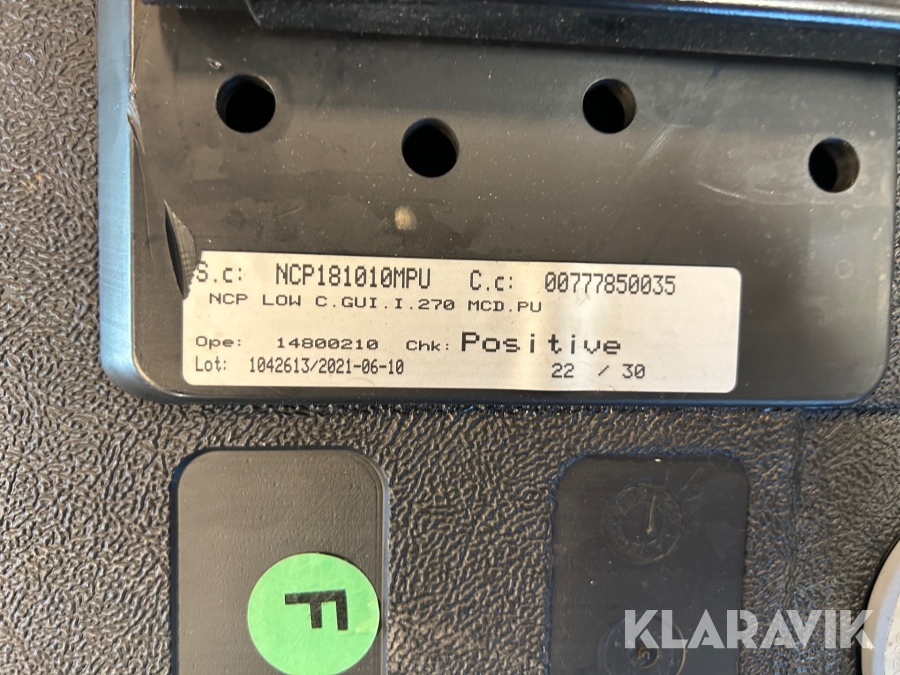 S.c: NCP181010MPU C.c: 00777850035
NCP LOW C.GUI.I.270 MCD.PU
Ope: 14800210 Chk: Positive
Lot: 1042613/2021-06-10 22 / 30
F
KLARAVIK